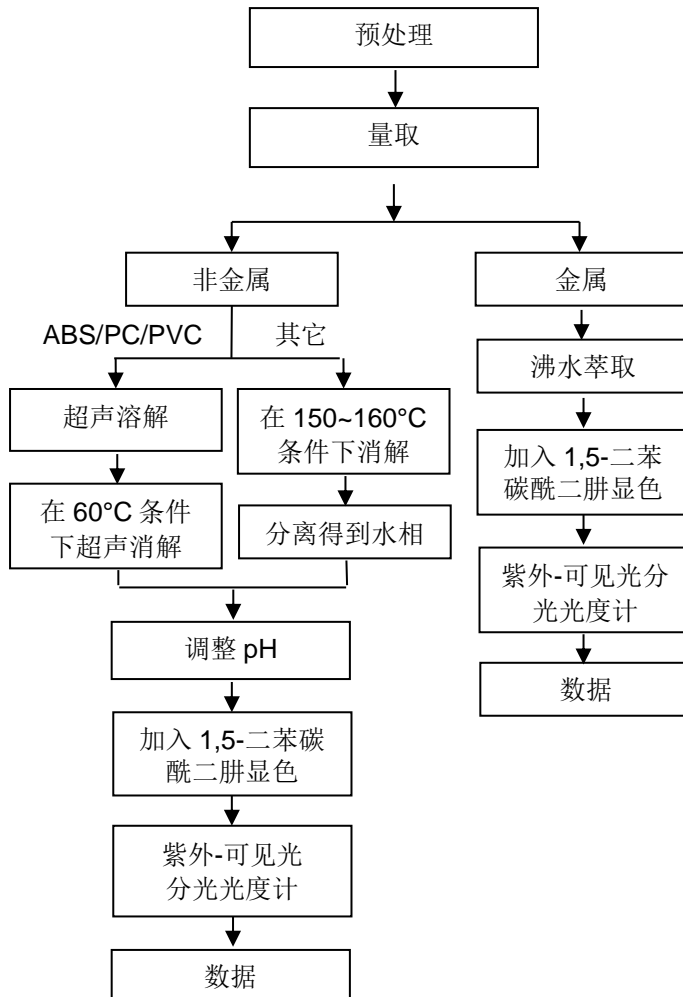 预处理
量取
非金属
金属
ABS/PC/PVC
其它
沸水萃取
超声溶解
在 150~160°C
条件下消解
加入 1,5-二苯
碳酰二肼显色
在 60°C 条件
下超声消解
分离得到水相
紫外-可见光分
光光度计
调整 pH
数据
加入 1,5-二苯碳
酰二肼显色
紫外-可见光
分光光度计
数据